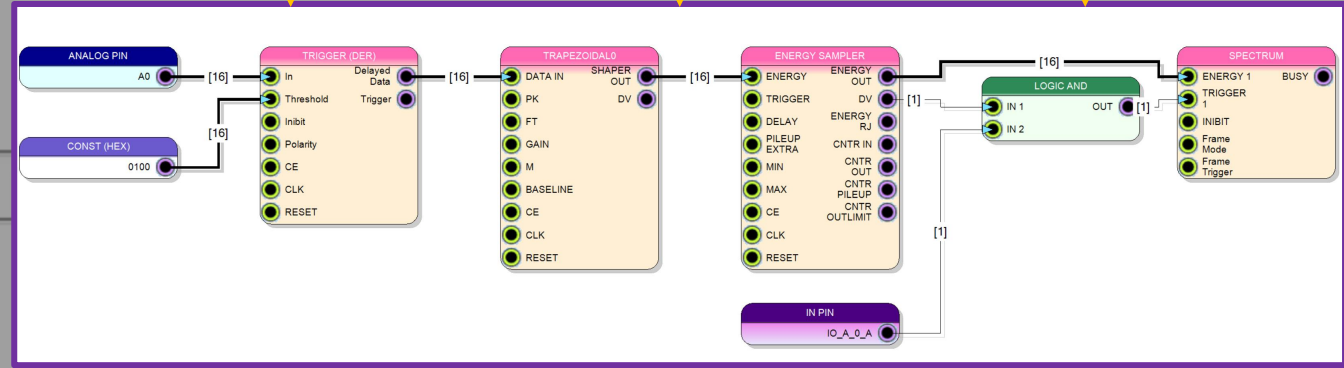 ANALOG PIN
A0
[16]
CONST (HEX)
0100
[16]
TRIGGER (DER)
In
Delayed
Data
Threshold
Trigger
Inibit
Polarity
CE
CLK
RESET
[16]
TRAPEZOIDAL0
DATA IN
SHAPER
OUT
PK
DV
FT
GAIN
M
BASELINE
CE
CLK
RESET
[16]
ENERGY SAMPLER
ENERGY
ENERGY
OUT
TRIGGER
DV
DELAY
ENERGY
RJ
PILEUP
EXTRA
CNTR IN
MIN
CNTR
OUT
MAX
CNTR
PILEUP
CE
CNTR
OUTLIMIT
CLK
RESET
[16]
[1]
IN PIN
IO_A_0_A
[1]
LOGIC AND
IN 1
OUT
IN 2
[1]
SPECTRUM
ENERGY 1
BUSY
TRIGGER
1
INIBIT
Frame
Mode
Frame
Trigger